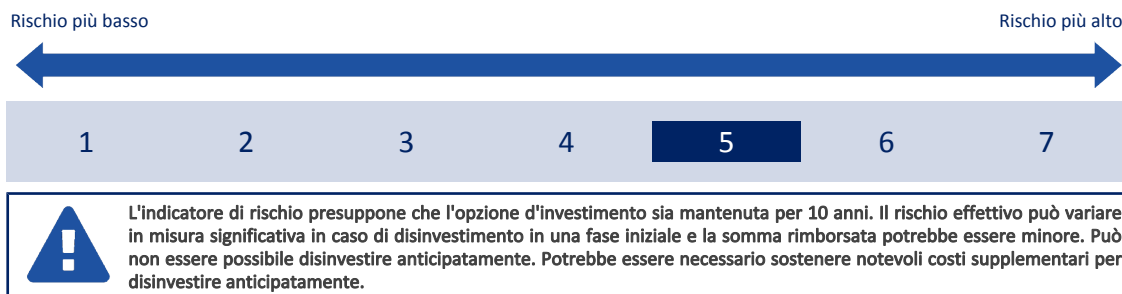 Rischio più basso Rischio più alto
1 2 3 4 5 6 7
L'indicatore di rischio presuppone che l'opzione d'investimento sia mantenuta per 10 anni. Il rischio effettivo può variare
in misura significativa in caso di disinvestimento in una fase iniziale e la somma rimborsata potrebbe essere minore. Può
non essere possibile disinvestire anticipatamente. Potrebbe essere necessario sostenere notevoli costi supplementari per
disinvestire anticipatamente.